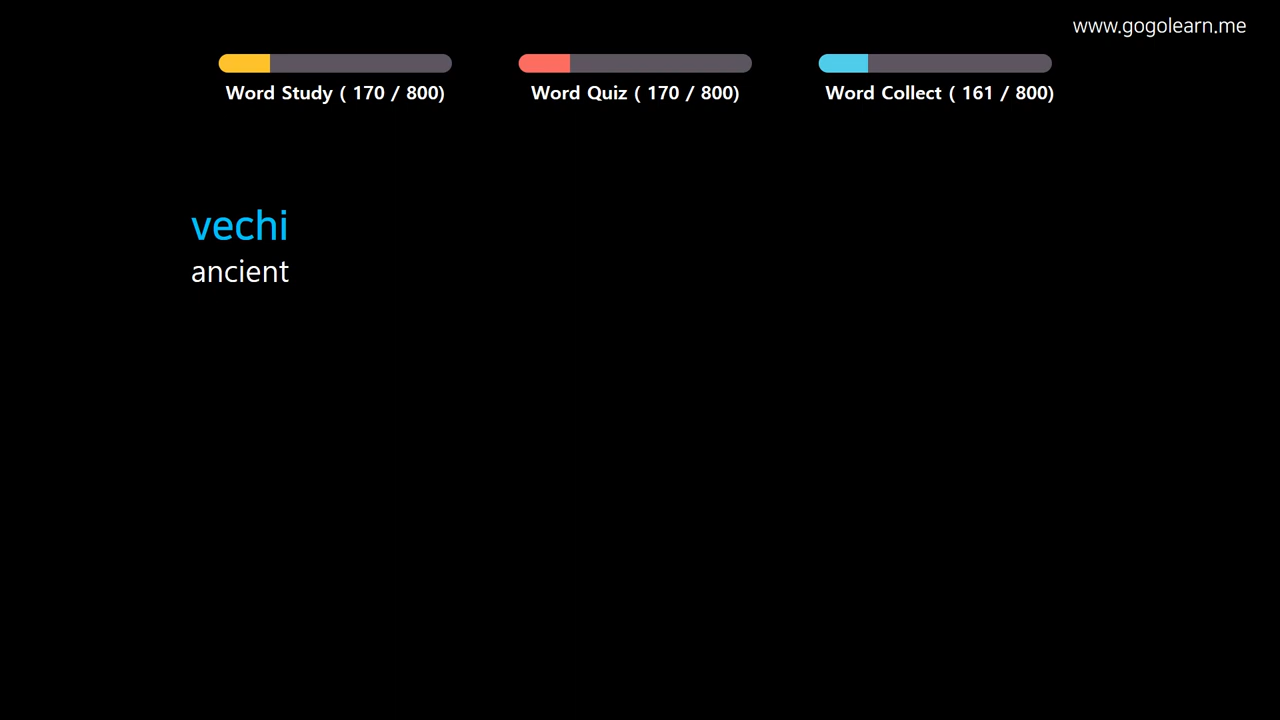 www.gogolearn.me
Word Study ( 170 / 800)
Word Quiz ( 170 / 800)
Word Collect ( 161 / 800)
vechi
ancient